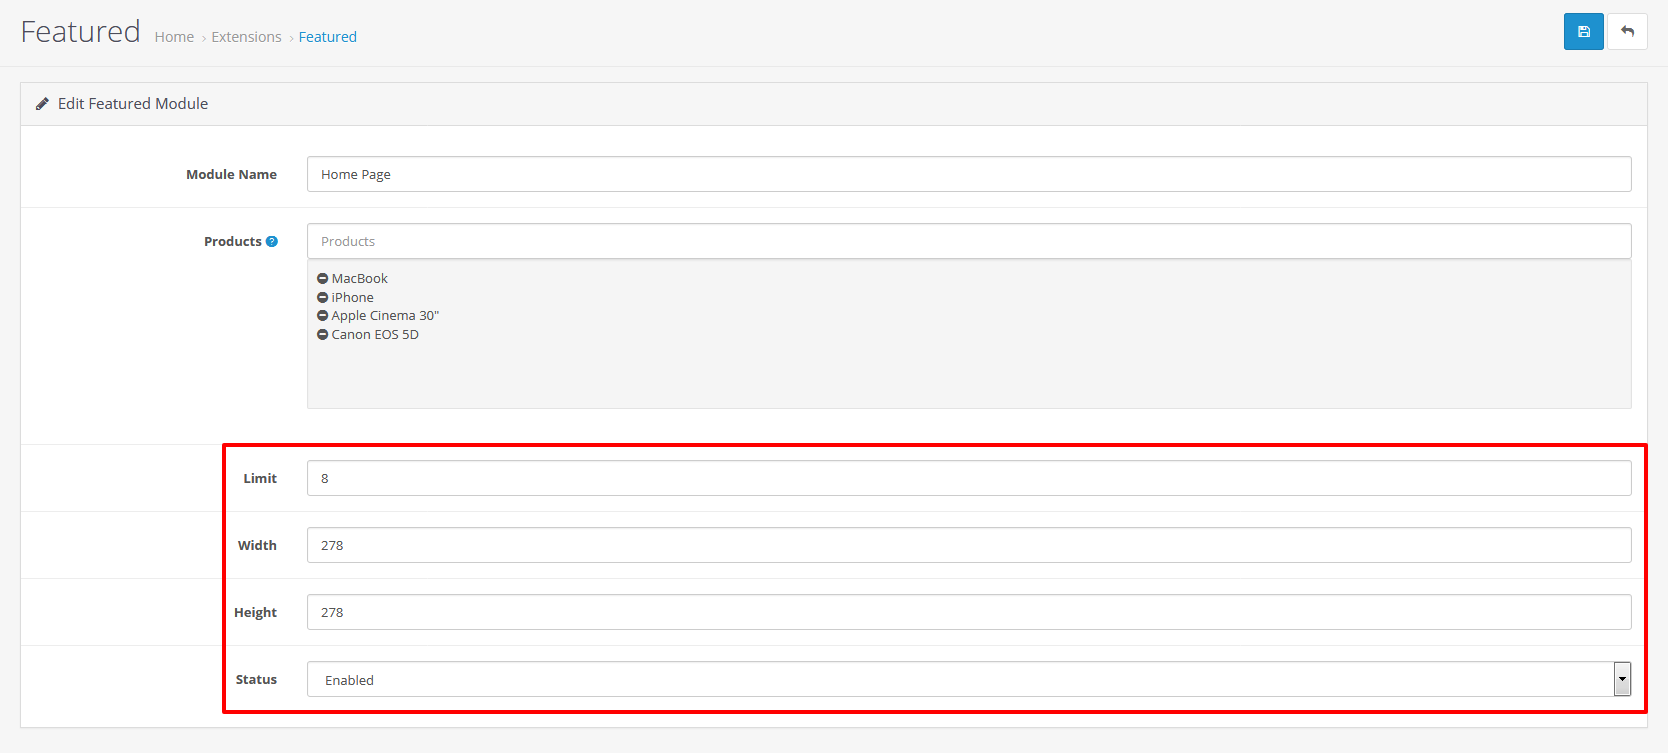 Featured Home › Extensions › Featured
Edit Featured Module
Module Name Home Page
Products ? Products
MacBook
iPhone
Apple Cinema 30"
Canon EOS 5D
Limit 8
Width 278
Height 278
Status Enabled